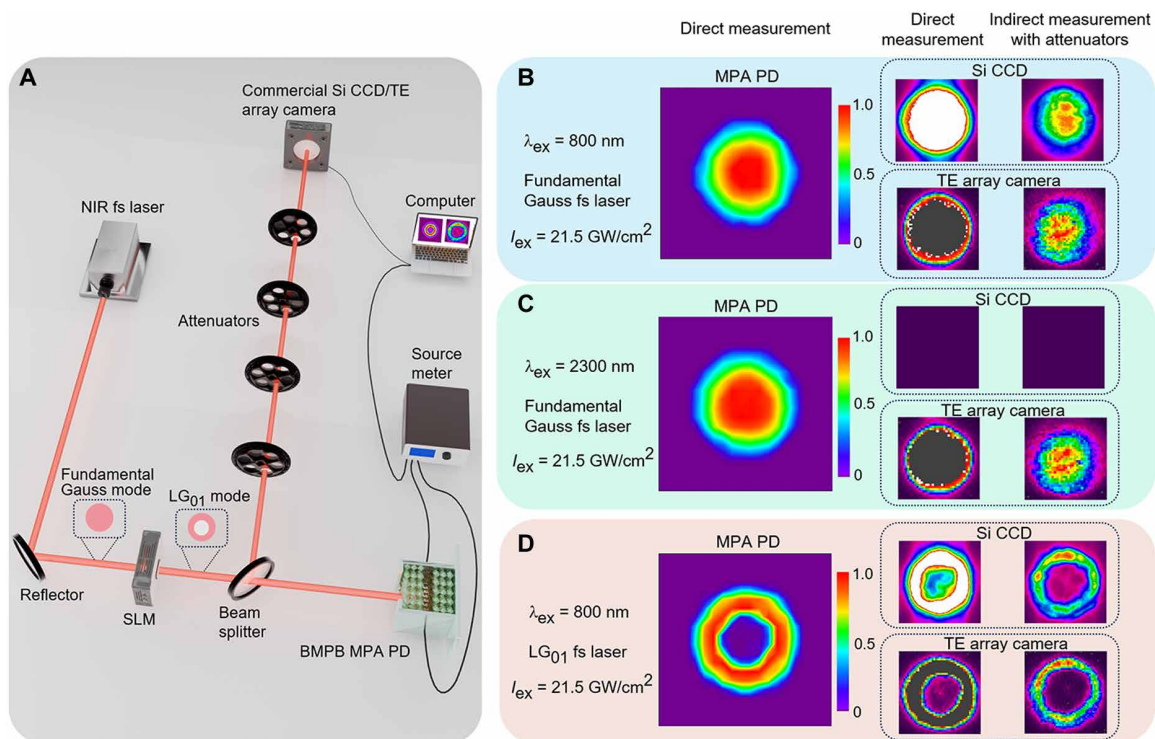 A
Commercial Si CCD/TE
array camera
NIR fs laser
Computer
Attenuators
Source
meter
Fundamental
Gauss mode
LG01 mode
Reflector
SLM
Beam
splitter
BMPB MPA PD
Direct measurement
Direct
measurement
Indirect measurement
with attenuators
B
MPA PD
λex = 800 nm
Fundamental
Gauss fs laser
Iex = 21.5 GW/cm²
1.0
0.5
0
Si CCD
TE array camera
C
MPA PD
λex = 2300 nm
Fundamental
Gauss fs laser
Iex = 21.5 GW/cm²
1.0
0.5
0
Si CCD
TE array camera
D
MPA PD
λex = 800 nm
LG01 fs laser
Iex = 21.5 GW/cm²
1.0
0.5
0
Si CCD
TE array camera